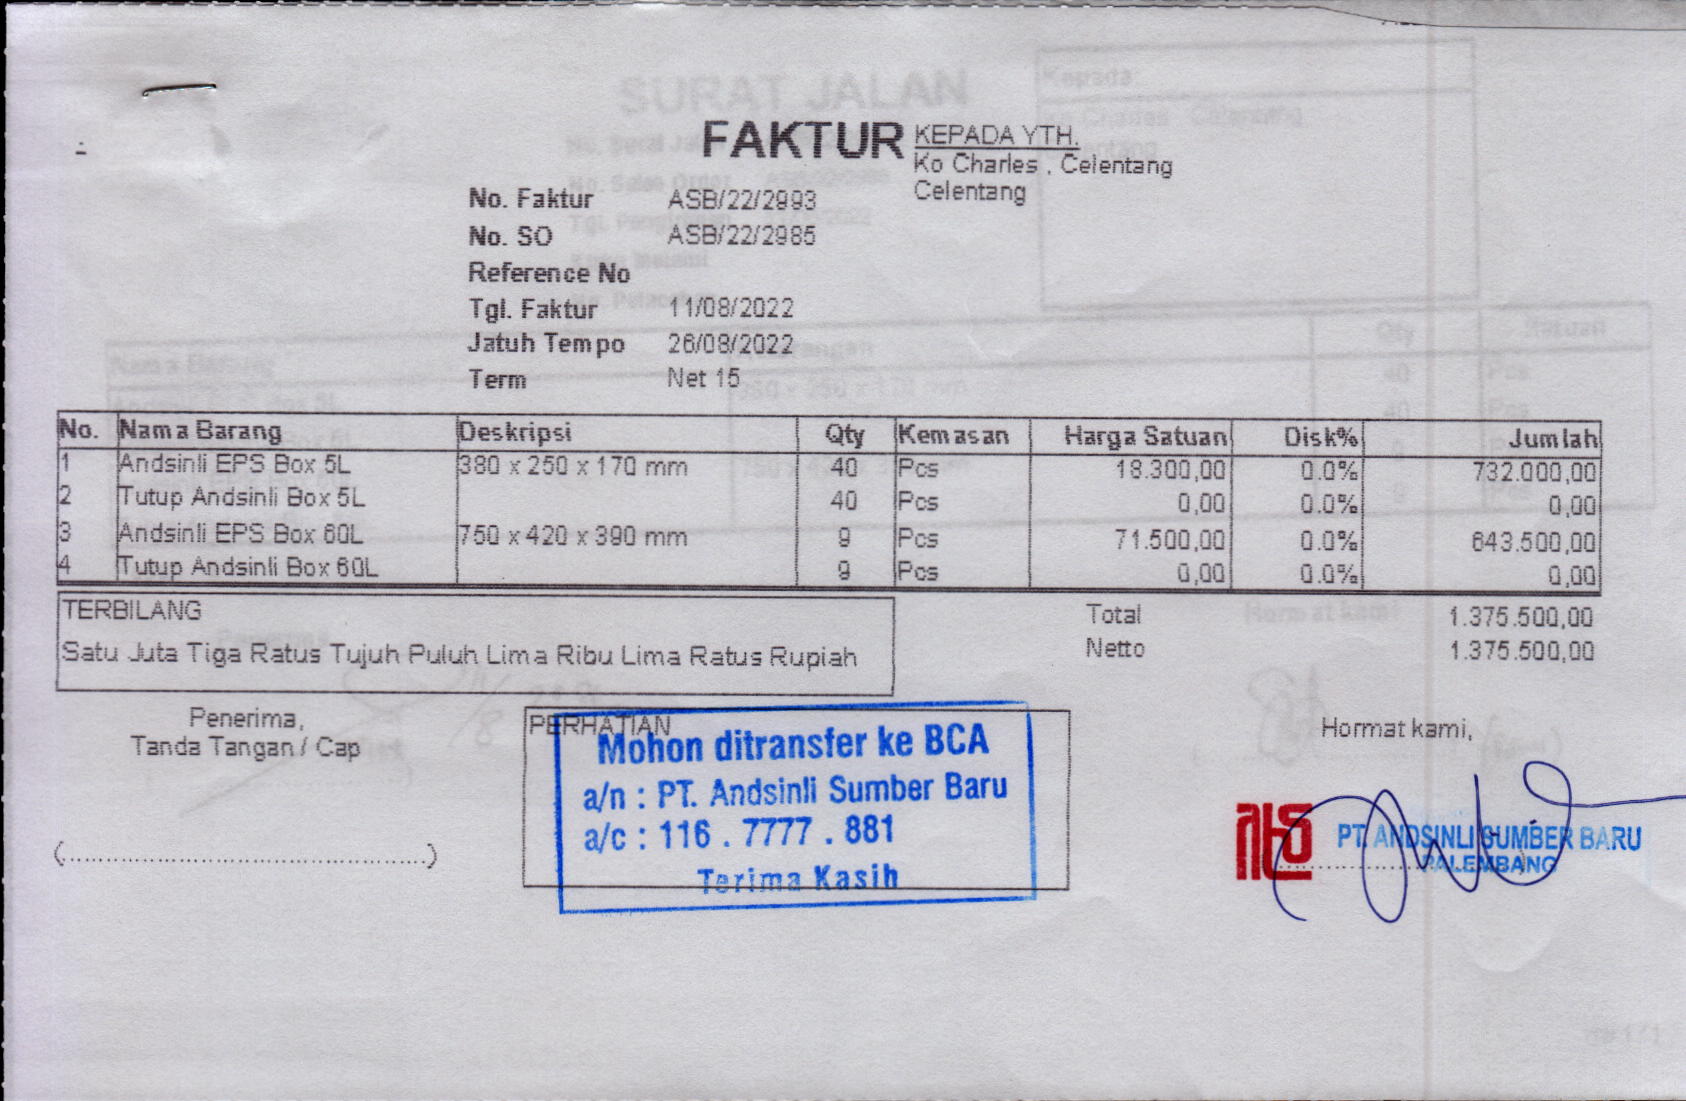 FAKTUR
KEPADA YTH.
Ko Charles , Celentang
Celentang
No. Faktur ASB/22/2993
No. SO ASB/22/2985
Reference No
Tgl. Faktur 11/08/2022
Jatuh Tempo 26/08/2022
Term Net 15
No. Nama Barang Deskripsi Qty Kemasan Harga Satuan Disk% Jumlah
1 Andsinli EPS Box 5L 380 x 250 x 170 mm 40 Pcs 18.300,00 0.0% 732.000,00
2 Tutup Andsinli Box 5L 40 Pcs 0,00 0.0% 0,00
3 Andsinli EPS Box 60L 750 x 420 x 390 mm 9 Pcs 71.500,00 0.0% 643.500,00
4 Tutup Andsinli Box 60L 9 Pcs 0,00 0.0% 0,00
TERBILANG
Satu Juta Tiga Ratus Tujuh Puluh Lima Ribu Lima Ratus Rupiah
Total 1.375.500,00
Netto 1.375.500,00
Penerima,
Tanda Tangan / Cap
(........................................)
PERHATIAN
Mohon ditransfer ke BCA
a/n : PT. Andsinli Sumber Baru
a/c : 116 . 7777 . 881
Terima Kasih
Hormat kami,
PT. ANDSINLI SUMBER BARU
PALEMBANG